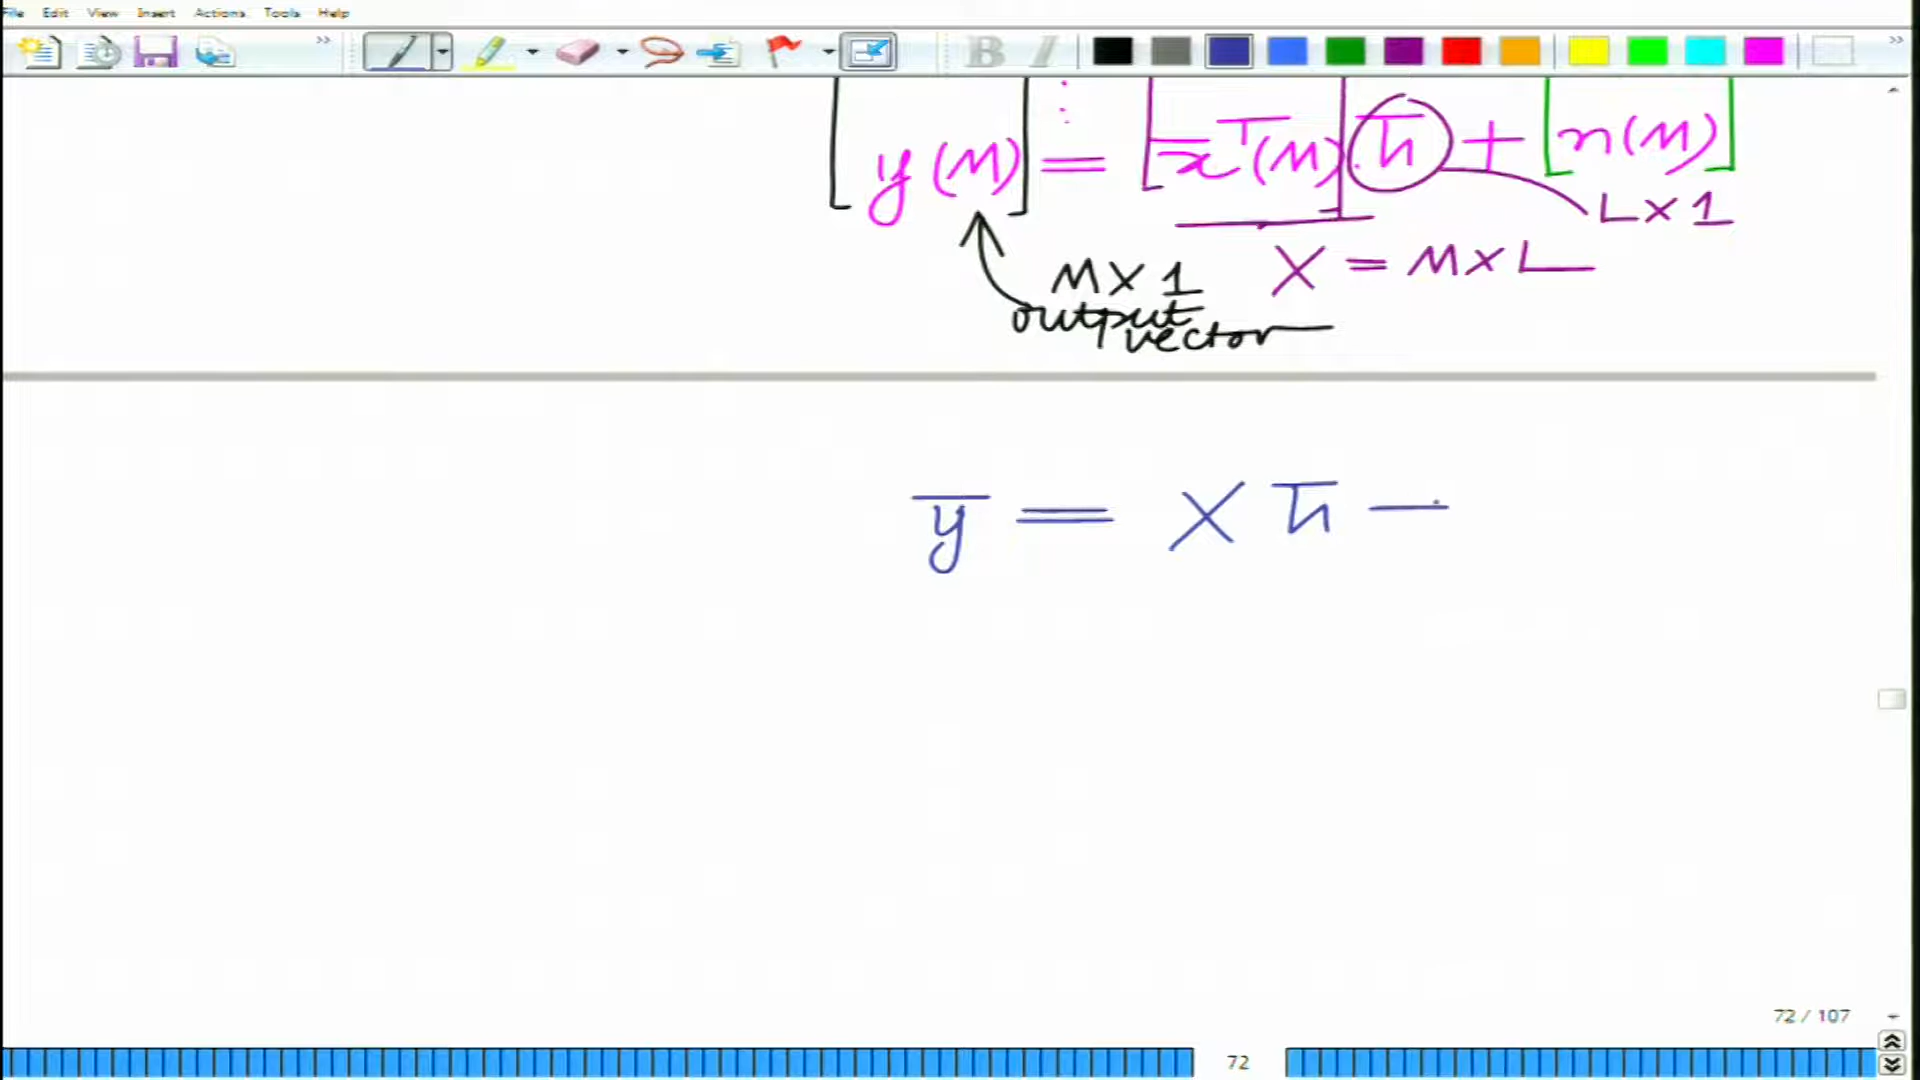 File Edit View Insert Actions Tools Help
B I
y(M) = x̄ᵀ(M) h̄ + n(M)
L×1
M×1
X = M×L
output
vector
ȳ = X h̄ −
72 / 107
72